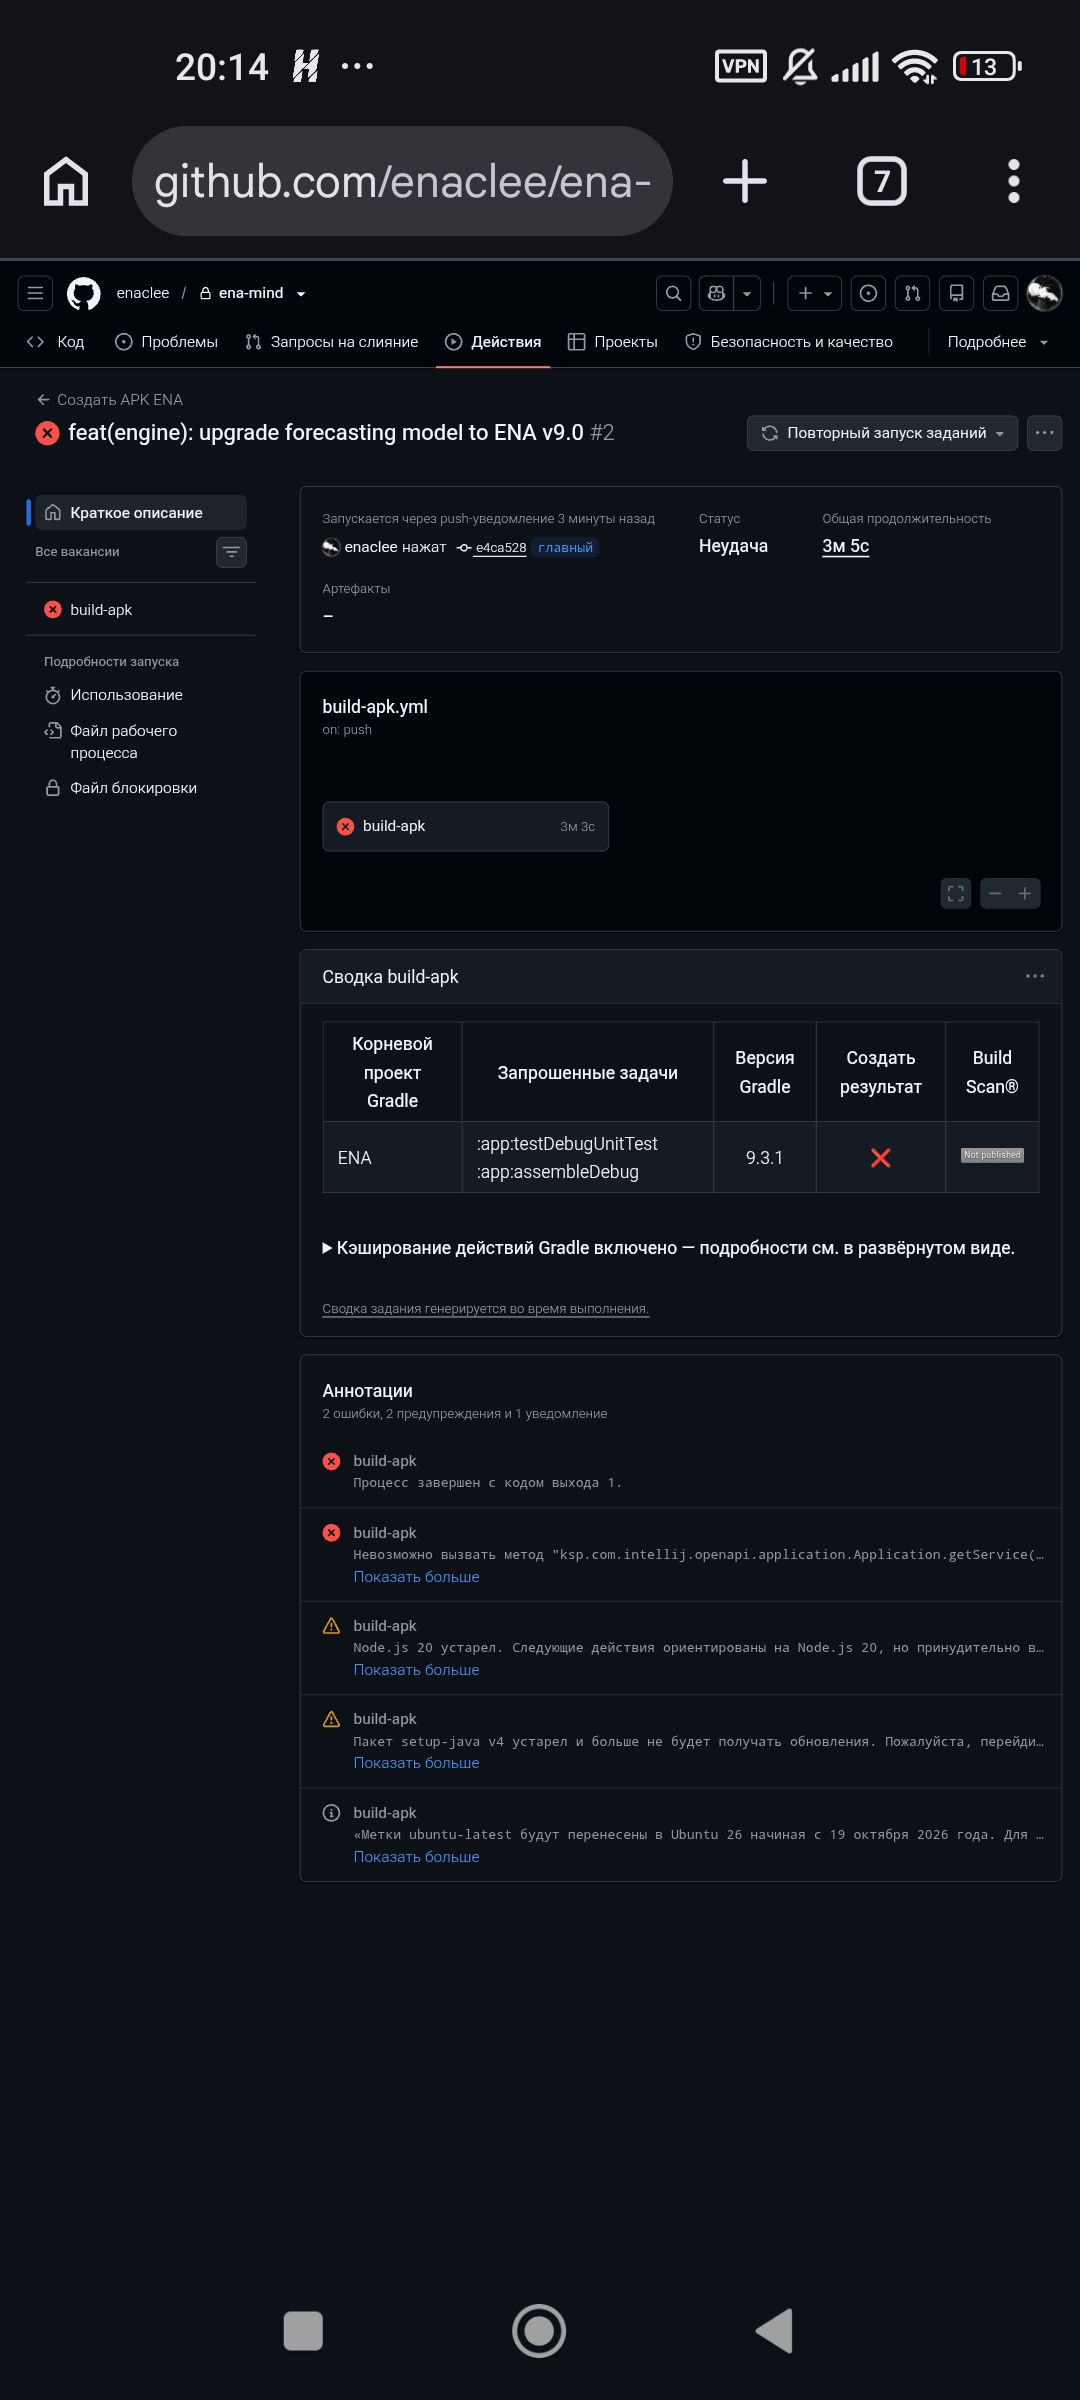 20:14
VPN
13
github.com/enaclee/ena-
7
enaclee / ena-mind
Код
Проблемы
Запросы на слияние
Действия
Проекты
Безопасность и качество
Подробнее
Создать APK ENA
feat(engine): upgrade forecasting model to ENA v9.0 #2
Повторный запуск заданий
Краткое описание
Все вакансии
build-apk
Подробности запуска
Использование
Файл рабочего
процесса
Файл блокировки
Запускается через push-уведомление 3 минуты назад
enaclee нажат e4ca528 главный
Статус
Неудача
Общая продолжительность
3м 5с
Артефакты
–
build-apk.yml
on: push
build-apk 3м 3с
Сводка build-apk
Корневой
проект
Gradle
Запрошенные задачи
Версия
Gradle
Создать
результат
Build
Scan®
ENA
:app:testDebugUnitTest
:app:assembleDebug
9.3.1
Not published
Кэширование действий Gradle включено — подробности см. в развёрнутом виде.
Сводка задания генерируется во время выполнения.
Аннотации
2 ошибки, 2 предупреждения и 1 уведомление
build-apk
Процесс завершен с кодом выхода 1.
build-apk
Невозможно вызвать метод "ksp.com.intellij.openapi.application.Application.getService(…
Показать больше
build-apk
Node.js 20 устарел. Следующие действия ориентированы на Node.js 20, но принудительно в…
Показать больше
build-apk
Пакет setup-java v4 устарел и больше не будет получать обновления. Пожалуйста, перейди…
Показать больше
build-apk
«Метки ubuntu-latest будут перенесены в Ubuntu 26 начиная с 19 октября 2026 года. Для …
Показать больше